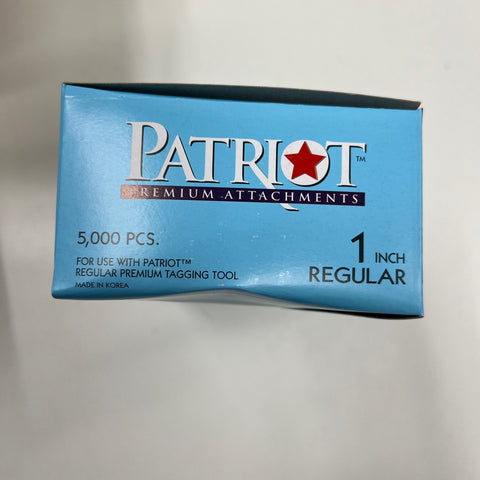 PATRIOT™
PREMIUM ATTACHMENTS
5,000 PCS.
FOR USE WITH PATRIOT™
REGULAR PREMIUM TAGGING TOOL
MADE IN KOREA
1 INCH
REGULAR